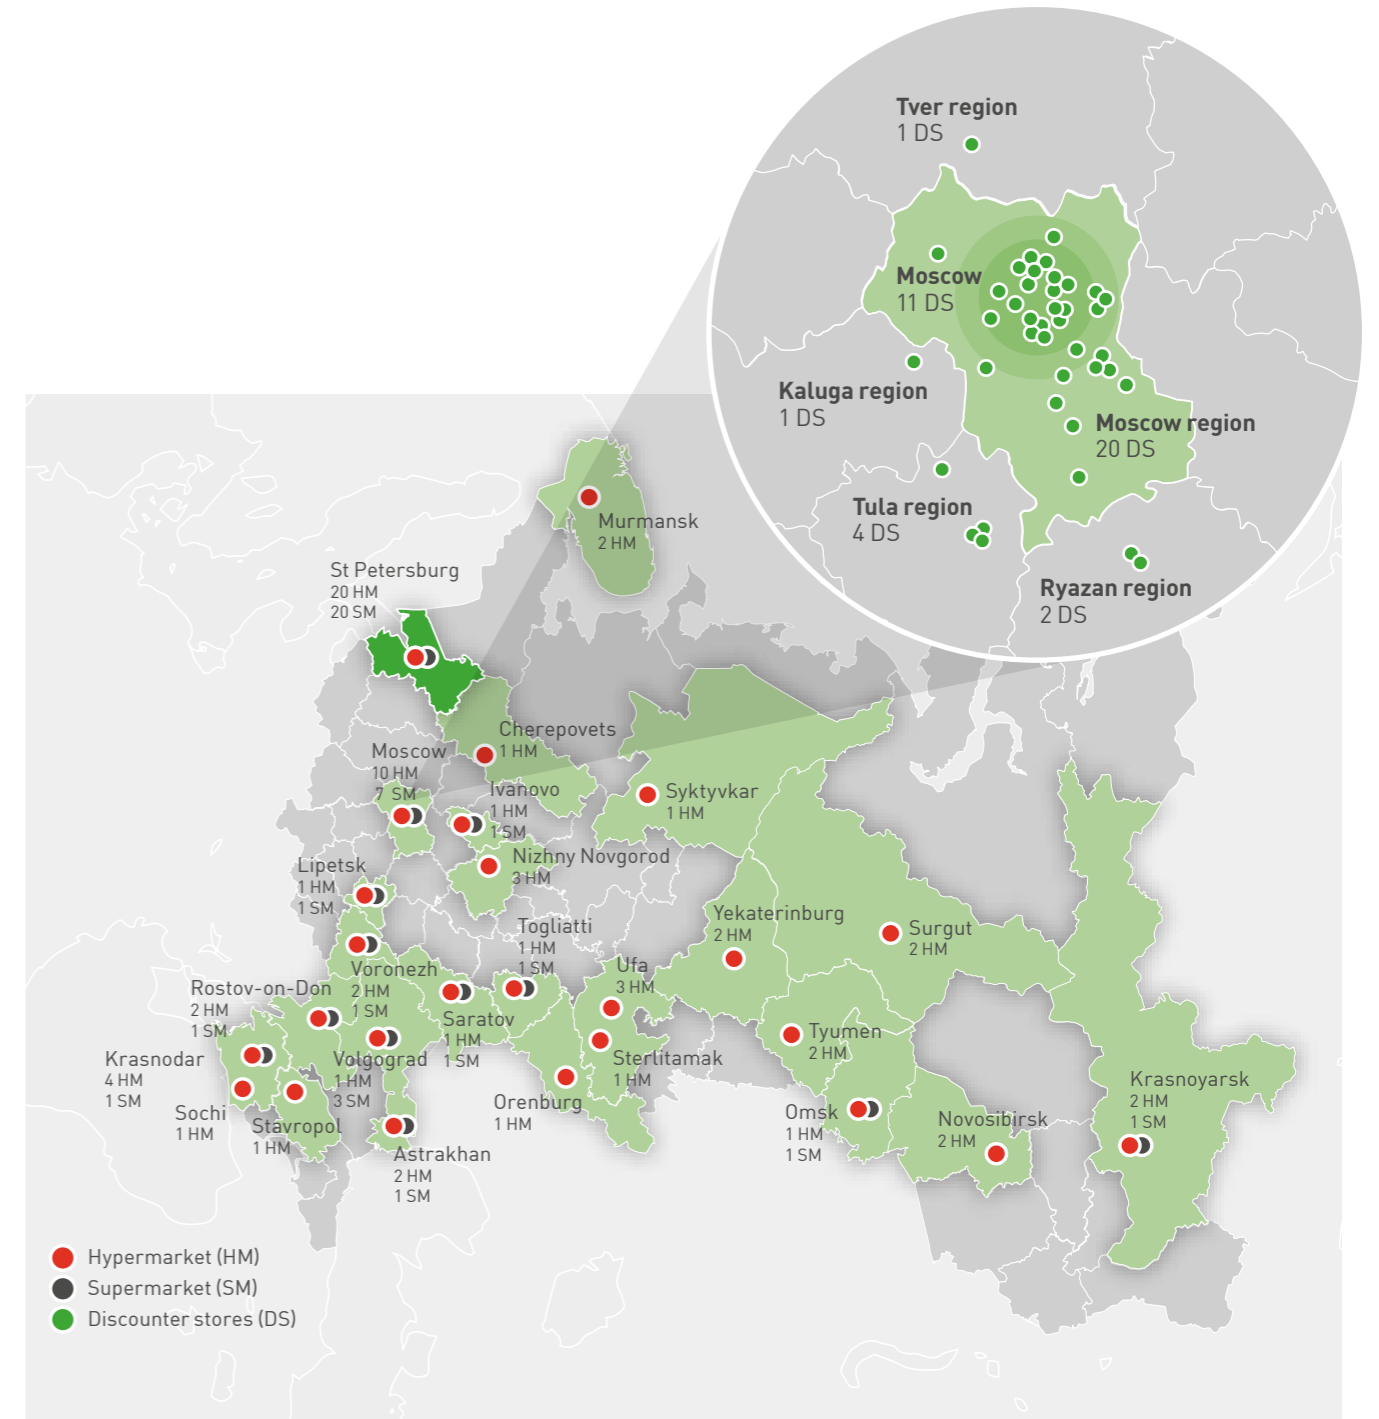 Tver region
1 DS
Moscow
11 DS
Kaluga region
1 DS
Moscow region
20 DS
Tula region
4 DS
Ryazan region
2 DS
Murmansk
2 HM
St Petersburg
20 HM
20 SM
Cherepovets
1 HM
Moscow
10 HM
7 SM
Ivanovo
1 HM
1 SM
Syktyvkar
1 HM
Nizhny Novgorod
3 HM
Lipetsk
1 HM
1 SM
Togliatti
1 HM
1 SM
Yekaterinburg
2 HM
Surgut
2 HM
Voronezh
2 HM
1 SM
Ufa
3 HM
Rostov-on-Don
2 HM
1 SM
Saratov
1 HM
1 SM
Tyumen
2 HM
Krasnodar
4 HM
1 SM
Volgograd
1 HM
3 SM
Sterlitamak
1 HM
Krasnoyarsk
2 HM
1 SM
Sochi
1 HM
Stavropol
1 HM
Orenburg
1 HM
Omsk
1 HM
1 SM
Novosibirsk
2 HM
Astrakhan
2 HM
1 SM
Hypermarket (HM)
Supermarket (SM)
Discounter stores (DS)